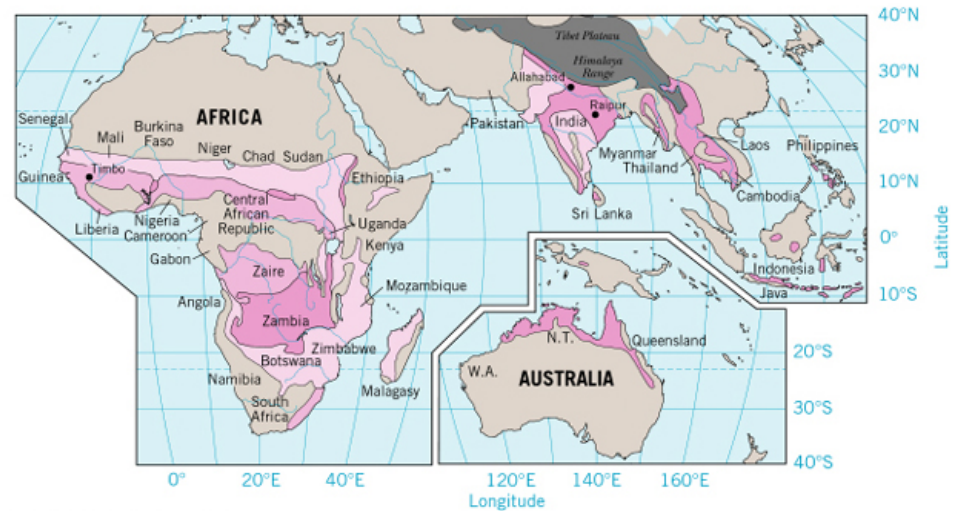 40°N
Tibet Plateau
Himalaya
Range
30°N
Allahabad
Raipur
AFRICA
Senegal
Mali
Burkina
Faso
Niger
Chad
Sudan
Pakistan
India
20°N
Laos
Philippines
Myanmar
Thailand
Guinea
Timbo
Ethiopia
10°N
Cambodia
Central
African
Republic
Sri Lanka
Liberia
Nigeria
Cameroon
Uganda
Kenya
0°
Latitude
Gabon
Zaire
Indonesia
Java
Mozambique
10°S
Angola
Zambia
N.T.
Queensland
Zimbabwe
Botswana
20°S
W.A.
AUSTRALIA
Namibia
Malagasy
South
Africa
30°S
40°S
0°
20°E
40°E
120°E
140°E
160°E
Longitude